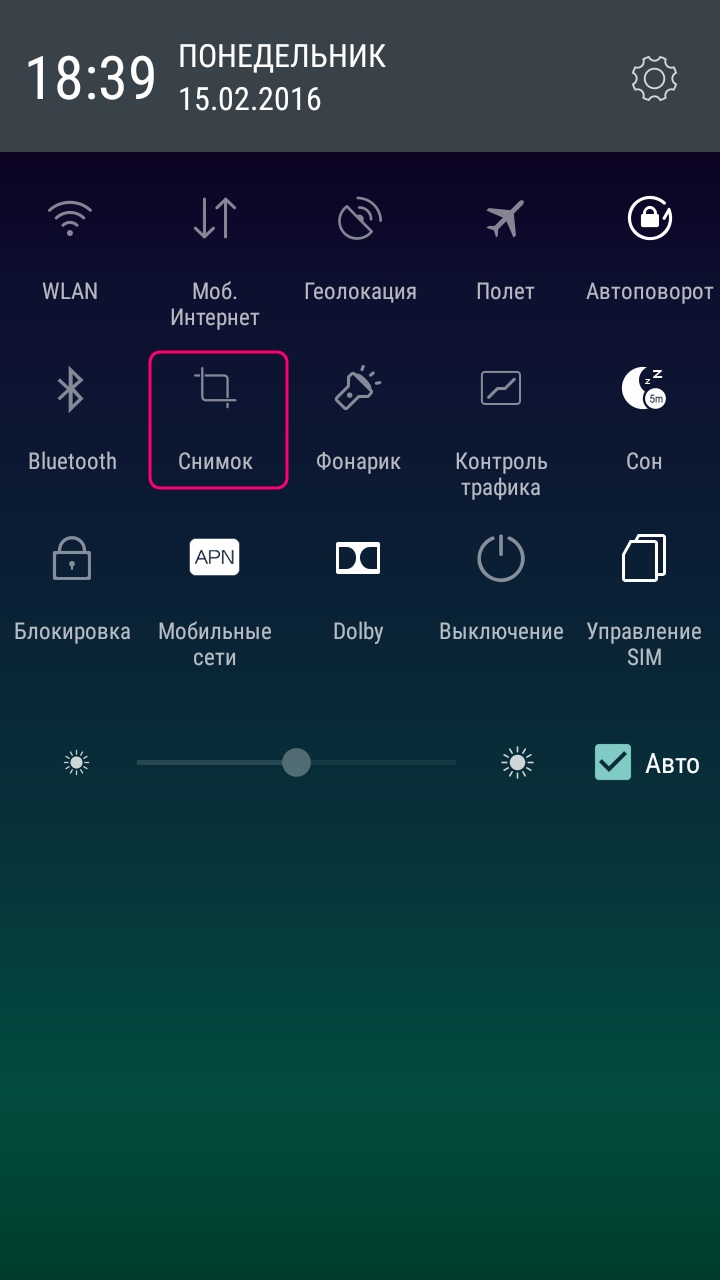 18:39
ПОНЕДЕЛЬНИК
15.02.2016
WLAN
Моб.
Интернет
Геолокация
Полет
Автоповорот
Bluetooth
Снимок
Фонарик
Контроль
трафика
z z
5m
Сон
Блокировка
APN
Мобильные
сети
Dolby
Выключение
Управление
SIM
Авто